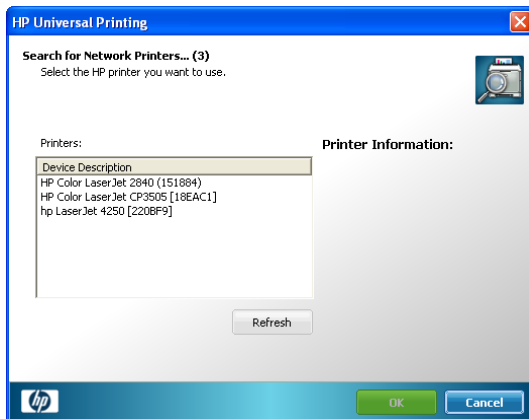 HP Universal Printing
Search for Network Printers... (3)
Select the HP printer you want to use.
Printers:
Printer Information:
Device Description
HP Color LaserJet 2840 (151884)
HP Color LaserJet CP3505 [18EAC1]
hp LaserJet 4250 [220BF9]
Refresh
hp
OK
Cancel